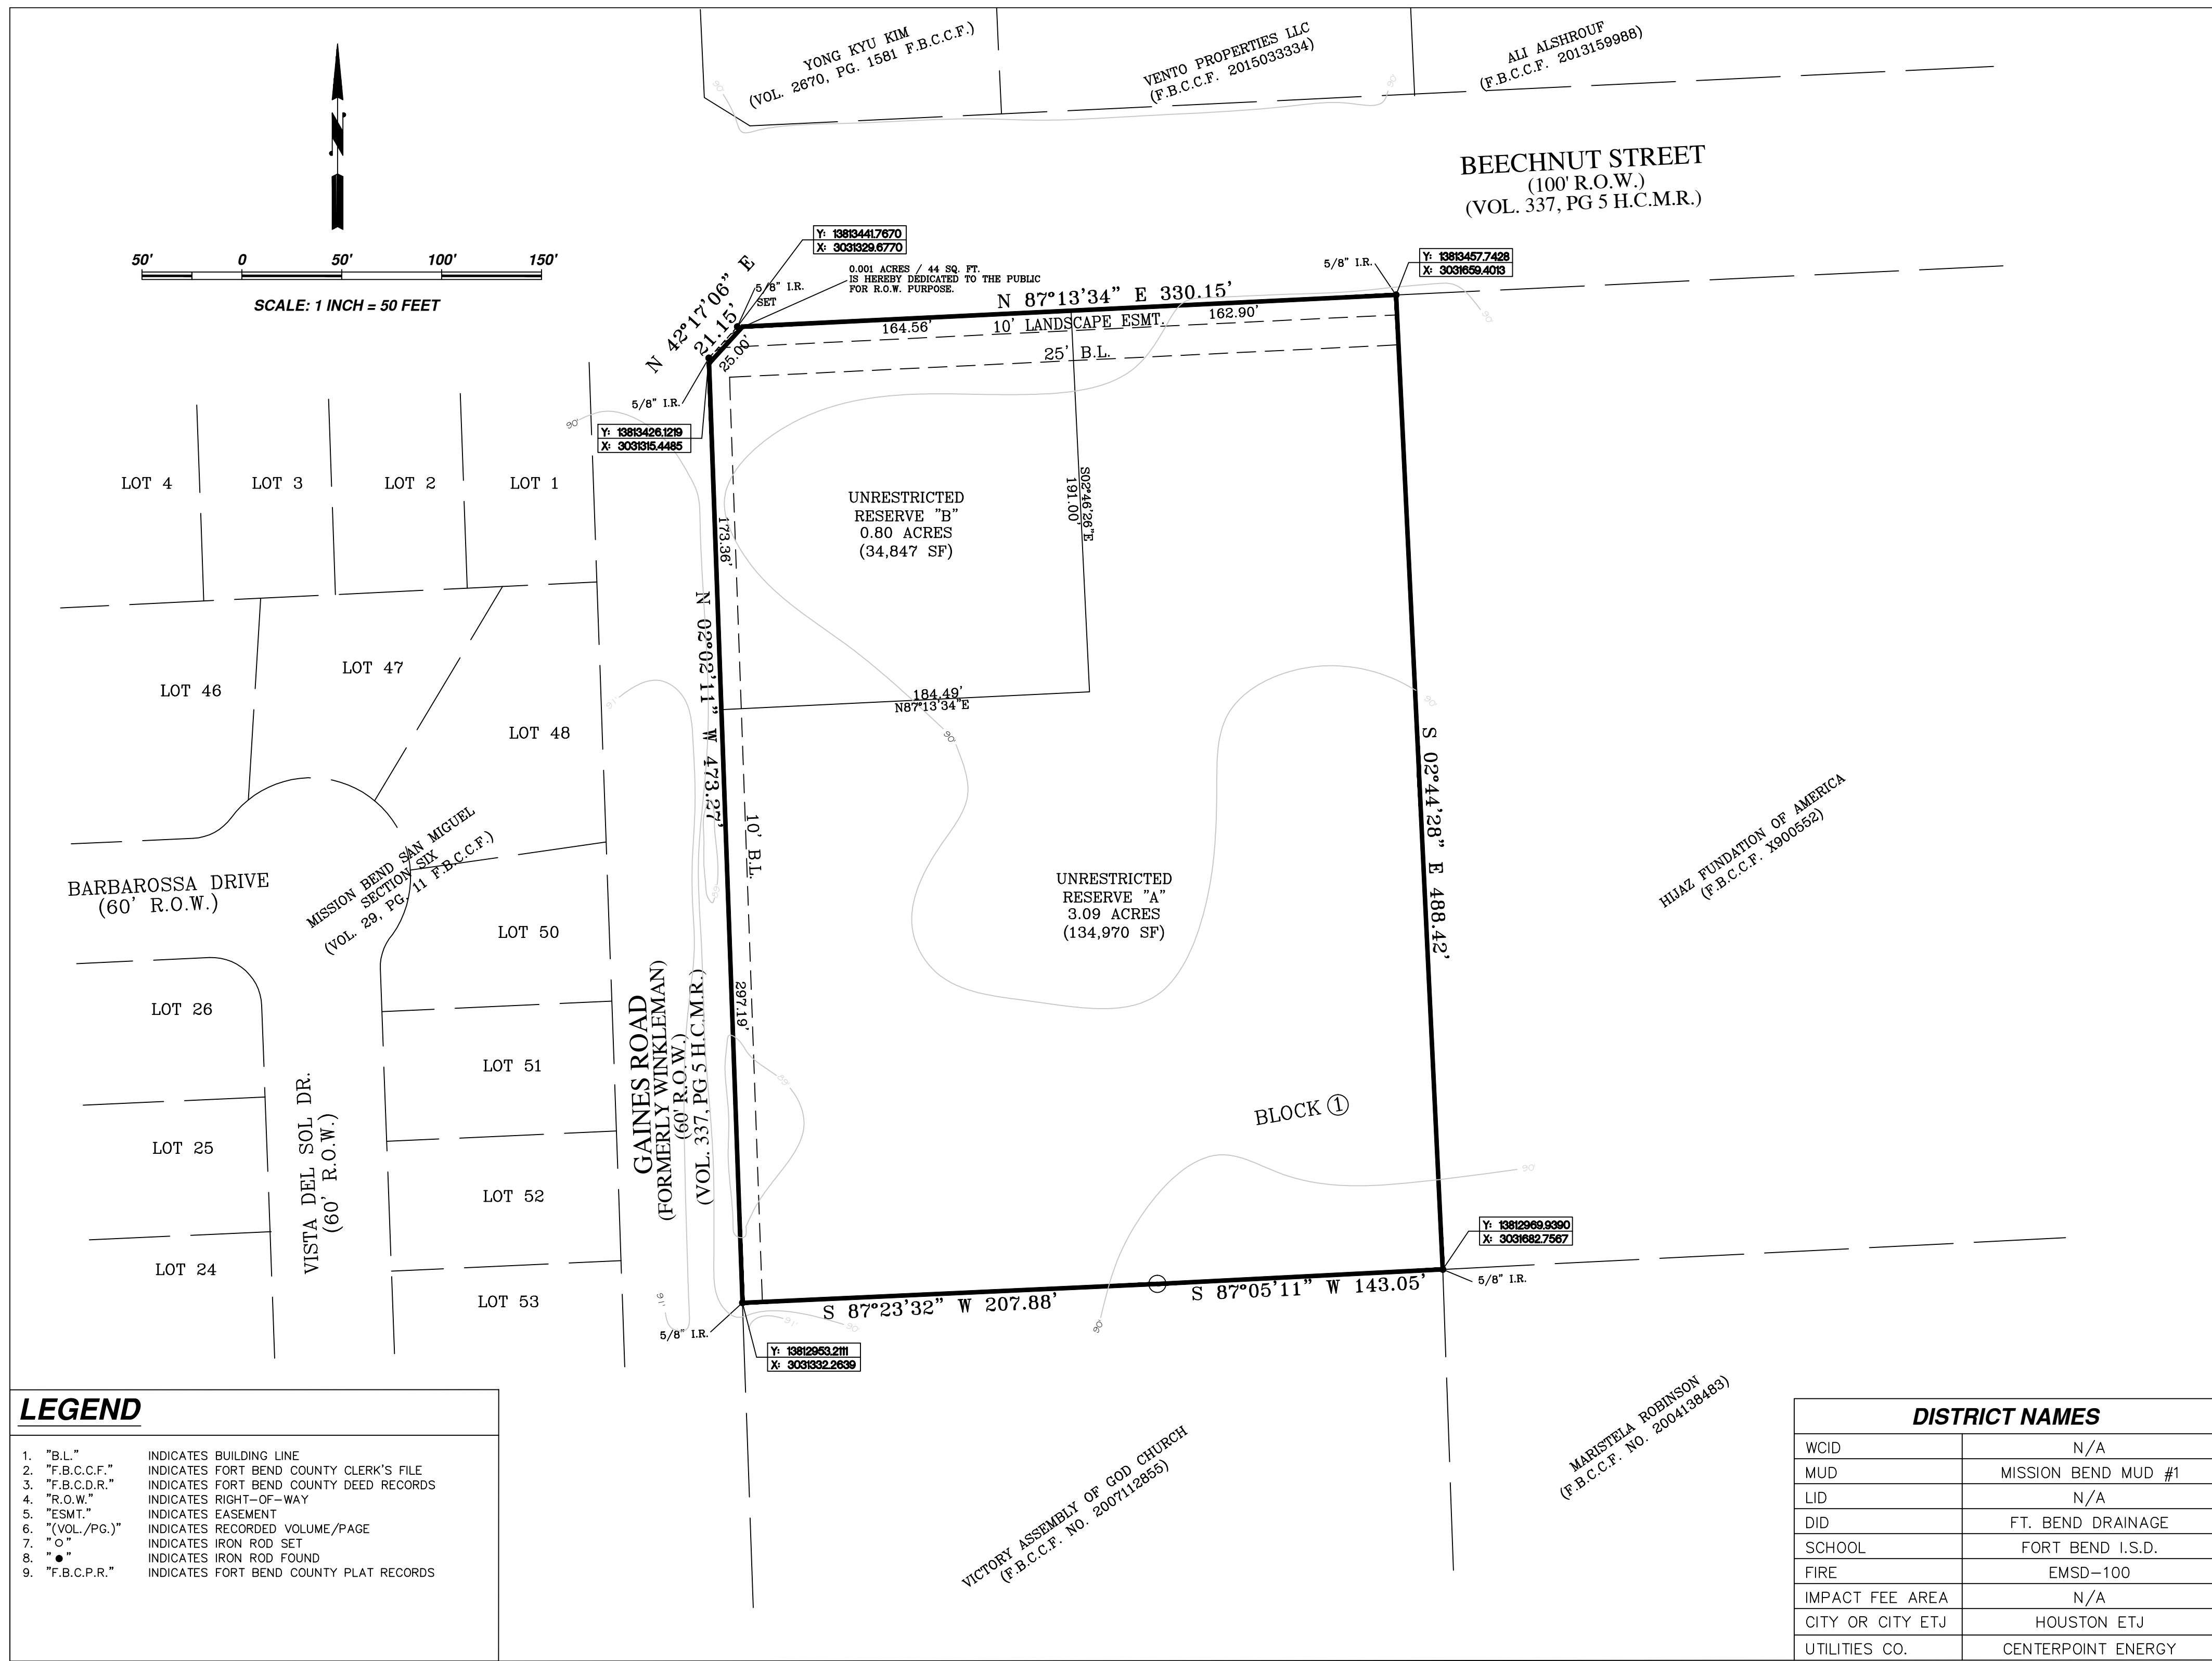 YONG KYU KIM
(VOL. 2670, PG. 1581 F.B.C.C.F.)
VENTO PROPERTIES LLC
(F.B.C.C.F. 2015033334)
ALI ALSHROUF
(F.B.C.C.F. 2013159988)
90'
90'
BEECHNUT STREET
(100' R.O.W.)
(VOL. 337, PG 5 H.C.M.R.)
N
50' 0 50' 100' 150'
SCALE: 1 INCH = 50 FEET
Y: 13813441.7670
X: 3031329.6770
Y: 13813457.7428
X: 3031659.4013
5/8" I.R.
0.001 ACRES / 44 SQ. FT.
IS HEREBY DEDICATED TO THE PUBLIC
FOR R.O.W. PURPOSE.
5/8" I.R.
SET
N 42°17'06" E
21.15'
25.00'
N 87°13'34" E 330.15'
164.56'
10' LANDSCAPE ESMT.
162.90'
25' B.L.
90'
5/8" I.R.
Y: 13813426.1219
X: 3031315.4485
90'
LOT 4
LOT 3
LOT 2
LOT 1
UNRESTRICTED
RESERVE "B"
0.80 ACRES
(34,847 SF)
S02°46'26"E
191.00'
173.36'
N 02°02'11" W 473.27'
184.49'
N87°13'34"E
90'
90'
91'
LOT 46
LOT 47
LOT 48
S 02°44'28" E 488.42'
10' B.L.
MISSION BEND SAN MIGUEL
SECTION SIX
(VOL. 29, PG. 11 F.B.C.C.F.)
BARBAROSSA DRIVE
(60' R.O.W.)
HIJAZ FUNDATION OF AMERICA
(F.B.C.C.F. X900552)
UNRESTRICTED
RESERVE "A"
3.09 ACRES
(134,970 SF)
LOT 50
297.19'
LOT 26
LOT 51
LOT 25
LOT 52
LOT 24
LOT 53
VISTA DEL SOL DR.
(60' R.O.W.)
GAINES ROAD
(FORMERLY WINKLEMAN)
(60' R.O.W.)
(VOL. 337, PG 5 H.C.M.R.)
BLOCK 1
90'
Y: 13812969.9390
X: 3031682.7567
5/8" I.R.
S 87°23'32" W 207.88'
S 87°05'11" W 143.05'
91'
91'
90'
90'
5/8" I.R.
Y: 13812953.2111
X: 3031332.2639
VICTORY ASSEMBLY OF GOD CHURCH
(F.B.C.C.F. NO. 2007112855)
MARISTELA ROBINSON
(F.B.C.C.F. NO. 2004138483)
LEGEND
1. "B.L." INDICATES BUILDING LINE
2. "F.B.C.C.F." INDICATES FORT BEND COUNTY CLERK'S FILE
3. "F.B.C.D.R." INDICATES FORT BEND COUNTY DEED RECORDS
4. "R.O.W." INDICATES RIGHT-OF-WAY
5. "ESMT." INDICATES EASEMENT
6. "(VOL./PG.)" INDICATES RECORDED VOLUME/PAGE
7. "○" INDICATES IRON ROD SET
8. "●" INDICATES IRON ROD FOUND
9. "F.B.C.P.R." INDICATES FORT BEND COUNTY PLAT RECORDS
DISTRICT NAMES
WCID N/A
MUD MISSION BEND MUD #1
LID N/A
DID FT. BEND DRAINAGE
SCHOOL FORT BEND I.S.D.
FIRE EMSD-100
IMPACT FEE AREA N/A
CITY OR CITY ETJ HOUSTON ETJ
UTILITIES CO. CENTERPOINT ENERGY